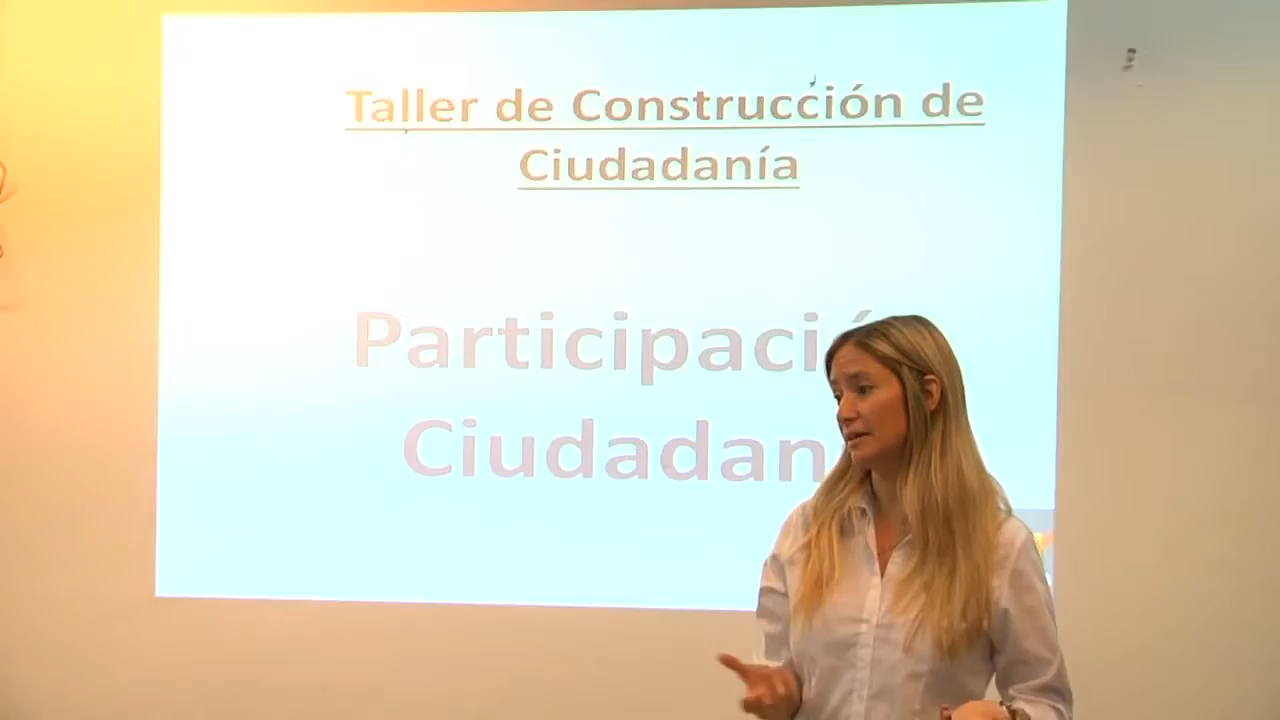 Taller de Construcción de
Ciudadanía
Participació
Ciudadan